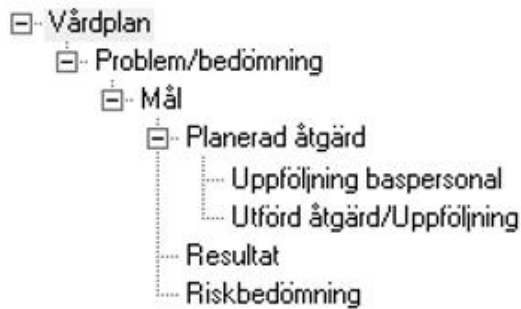 Vårdplan
Problem/bedömning
Mål
Planerad åtgärd
Uppföljning baspersonal
Utförd åtgärd/Uppföljning
Resultat
Riskbedömning